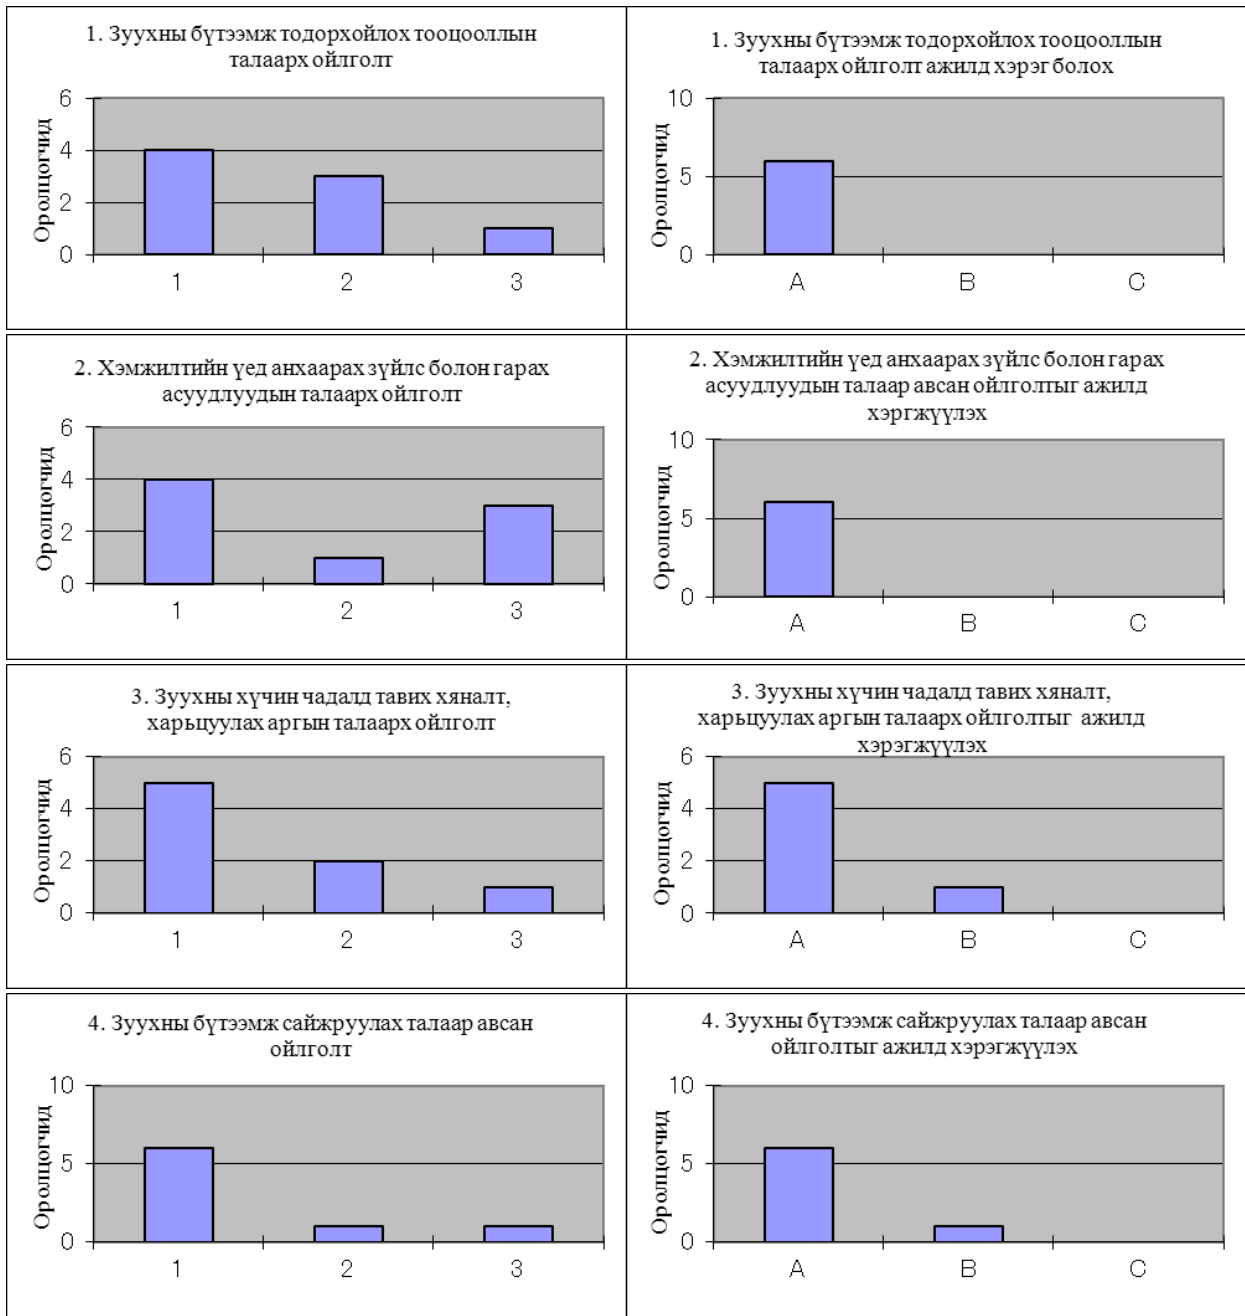 1. Зуухны бүтээмж тодорхойлох тооцооллын
талаарх ойлголт
Оролцогчид
6
4
2
0
1
2
3
1. Зуухны бүтээмж тодорхойлох тооцооллын
талаарх ойлголт ажилд хэрэг болох
Оролцогчид
10
5
0
A
B
C
2. Хэмжилтийн үед анхаарах зүйлс болон гарах
асуудлуудын талаарх ойлголт
Оролцогчид
6
4
2
0
1
2
3
2. Хэмжилтийн үед анхаарах зүйлс болон гарах
асуудлуудын талаар авсан ойлголтыг ажилд
хэргжүүлэх
Оролцогчид
10
5
0
A
B
C
3. Зуухны хүчин чадалд тавих хяналт,
харьцуулах аргын талаарх ойлголт
Оролцогчид
6
4
2
0
1
2
3
3. Зуухны хүчин чадалд тавих хяналт,
харьцуулах аргын талаарх ойлголтыг ажилд
хэрэгжүүлэх
Оролцогчид
6
4
2
0
A
B
C
4. Зуухны бүтээмж сайжруулах талаар авсан
ойлголт
Оролцогчид
10
5
0
1
2
3
4. Зуухны бүтээмж сайжруулах талаар авсан
ойлголтыг ажилд хэрэгжүүлэх
Оролцогчид
10
5
0
A
B
C